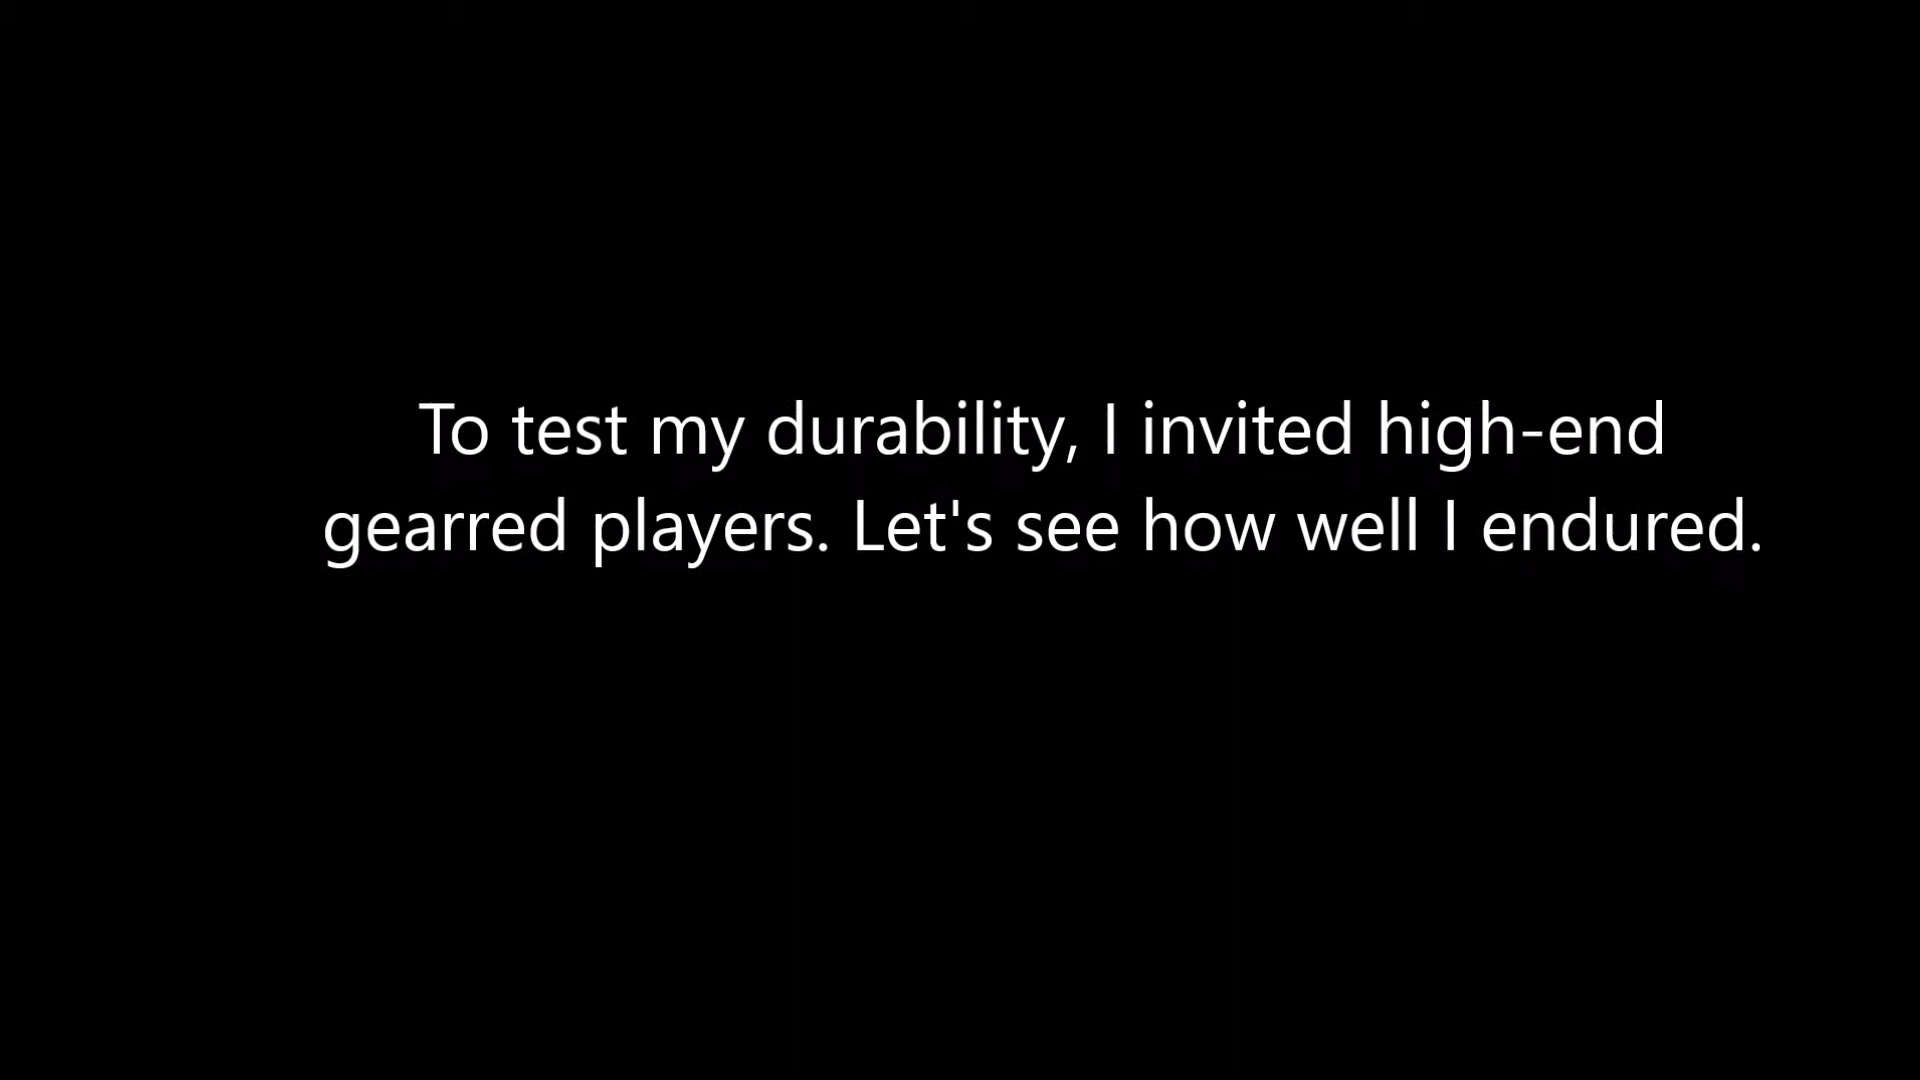 To test my durability, I invited high-end
gearred players. Let's see how well I endured.